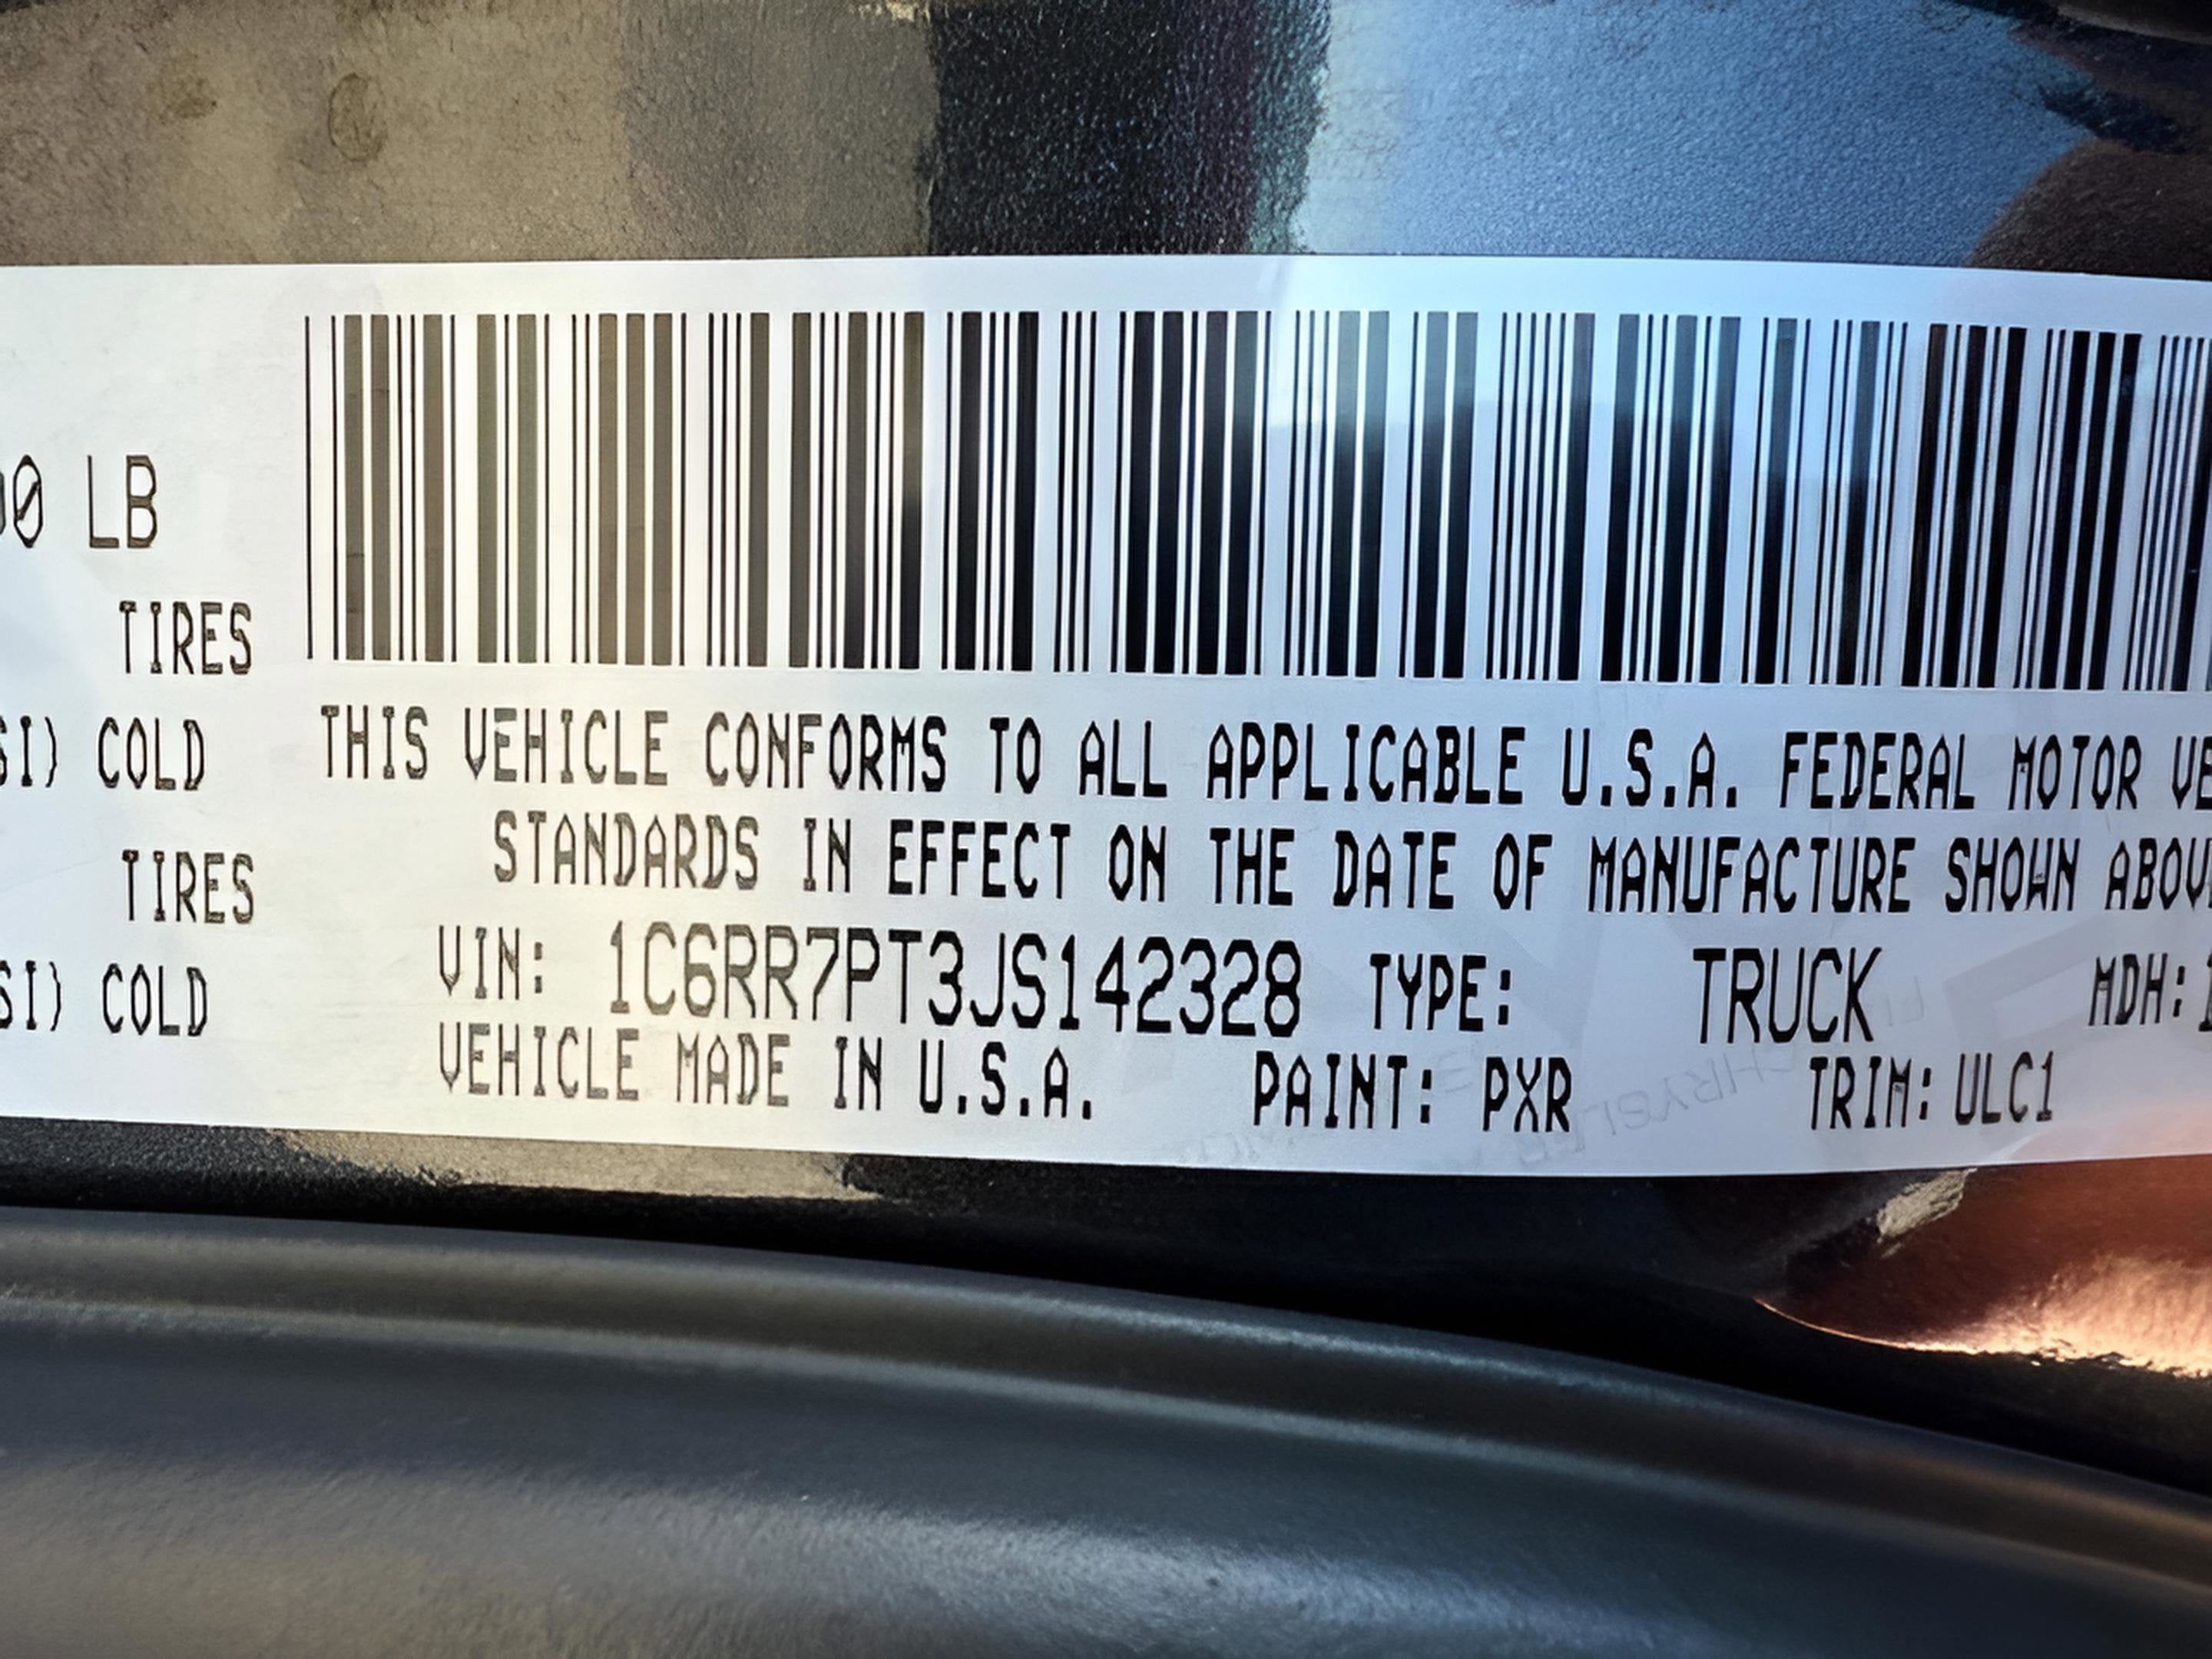 00 LB
TIRES
SI) COLD
TIRES
SI) COLD
THIS VEHICLE CONFORMS TO ALL APPLICABLE U.S.A. FEDERAL MOTOR VE
STANDARDS IN EFFECT ON THE DATE OF MANUFACTURE SHOWN ABOV
VIN: 1C6RR7PT3JS142328 TYPE: TRUCK MDH:
VEHICLE MADE IN U.S.A. PAINT: PXR TRIM: ULC1
CHRYSLER